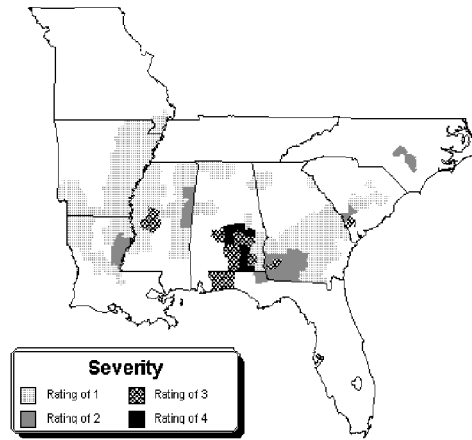 Severity
Rating of 1
Rating of 3
Rating of 2
Rating of 4